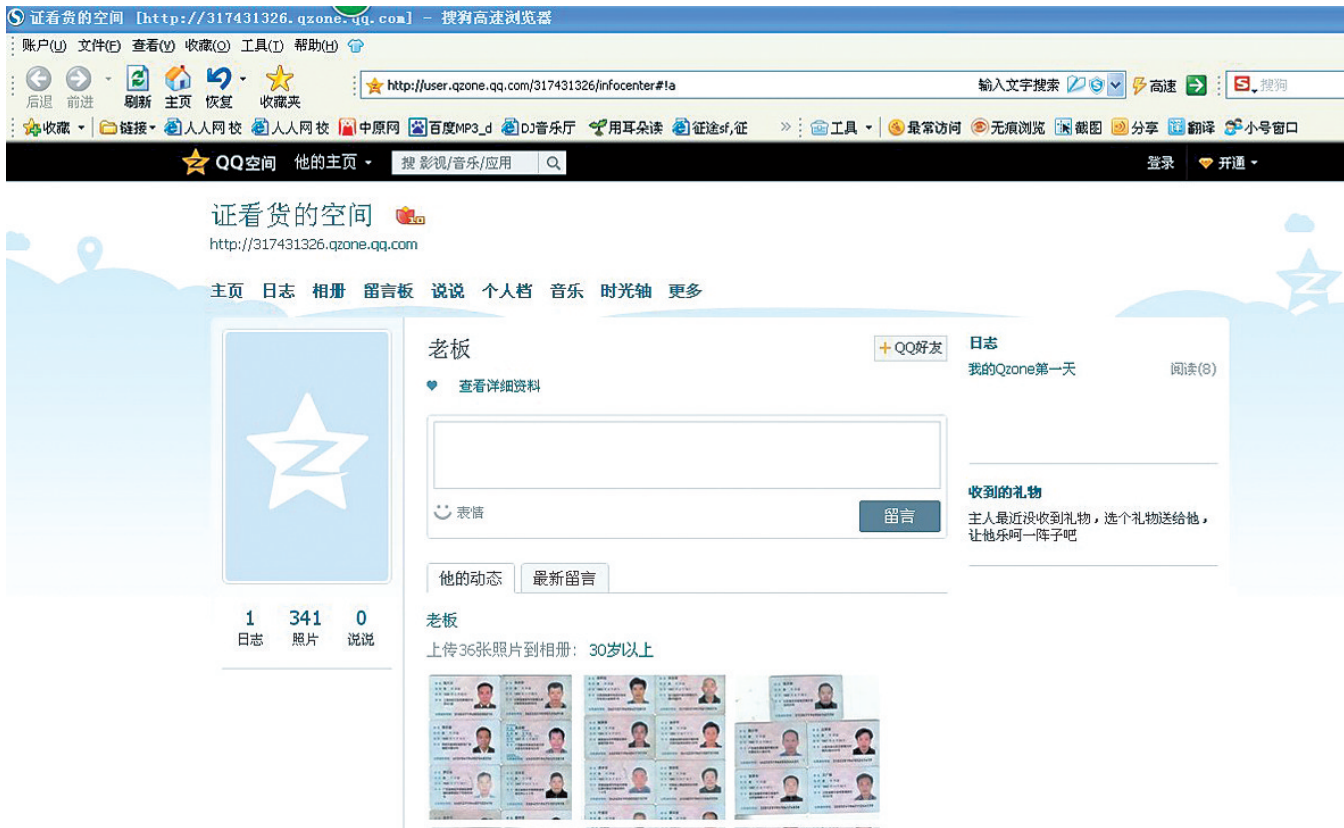 证看货的空间 [http://317431326.qzone.qq.com] - 搜狗高速浏览器
账户(U) 文件(F) 查看(V) 收藏(O) 工具(T) 帮助(H)
后退 前进 刷新 主页 恢复 收藏夹 http://user.qzone.qq.com/317431326/infocenter#!a 输入文字搜索 高速 搜狗
收藏 链接 人人网校 人人网校 中原网 百度MP3_d DJ音乐厅 用耳朵读 征途sf,征 » 工具 最常访问 无痕浏览 截图 分享 翻译 小号窗口
QQ空间 他的主页 搜 影视/音乐/应用 登录 开通
证看货的空间 10
http://317431326.qzone.qq.com
主页 日志 相册 留言板 说说 个人档 音乐 时光轴 更多
老板 +QQ好友
查看详细资料
表情 留言
他的动态 最新留言
老板
上传36张照片到相册： 30岁以上
1 341 0
日志 照片 说说
日志
我的Qzone第一天 阅读(8)
收到的礼物
主人最近没收到礼物，选个礼物送给他，
让他乐呵一阵子吧